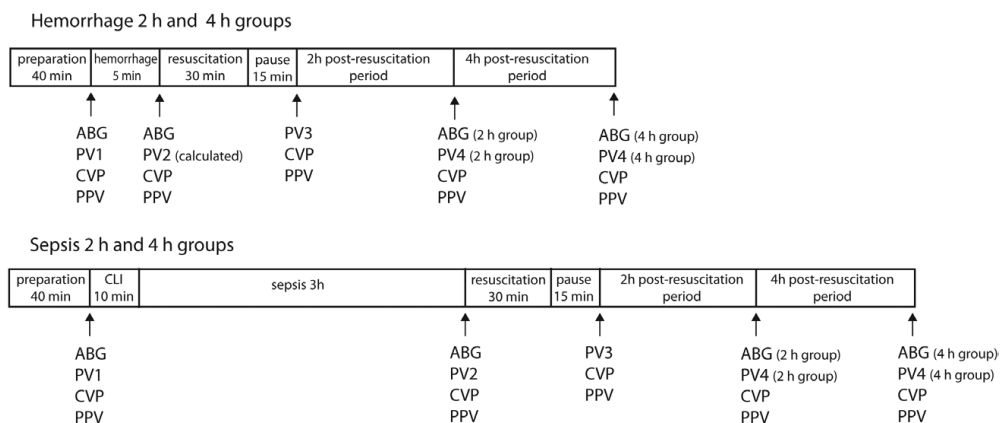 Hemorrhage 2 h and 4 h groups
preparation hemorrhage resuscitation pause 2h post-resuscitation 4h post-resuscitation
40 min 5 min 30 min 15 min period period
ABG ABG PV3 ABG (2 h group) ABG (4 h group)
PV1 PV2 (calculated) CVP PV4 (2 h group) PV4 (4 h group)
CVP CVP PPV CVP CVP
PPV PPV PPV PPV
Sepsis 2 h and 4 h groups
preparation CLI sepsis 3h resuscitation pause 2h post-resuscitation 4h post-resuscitation
40 min 10 min 30 min 15 min period period
ABG ABG PV3 ABG (2 h group) ABG (4 h group)
PV1 PV2 CVP PV4 (2 h group) PV4 (4 h group)
CVP CVP PPV CVP CVP
PPV PPV PPV PPV